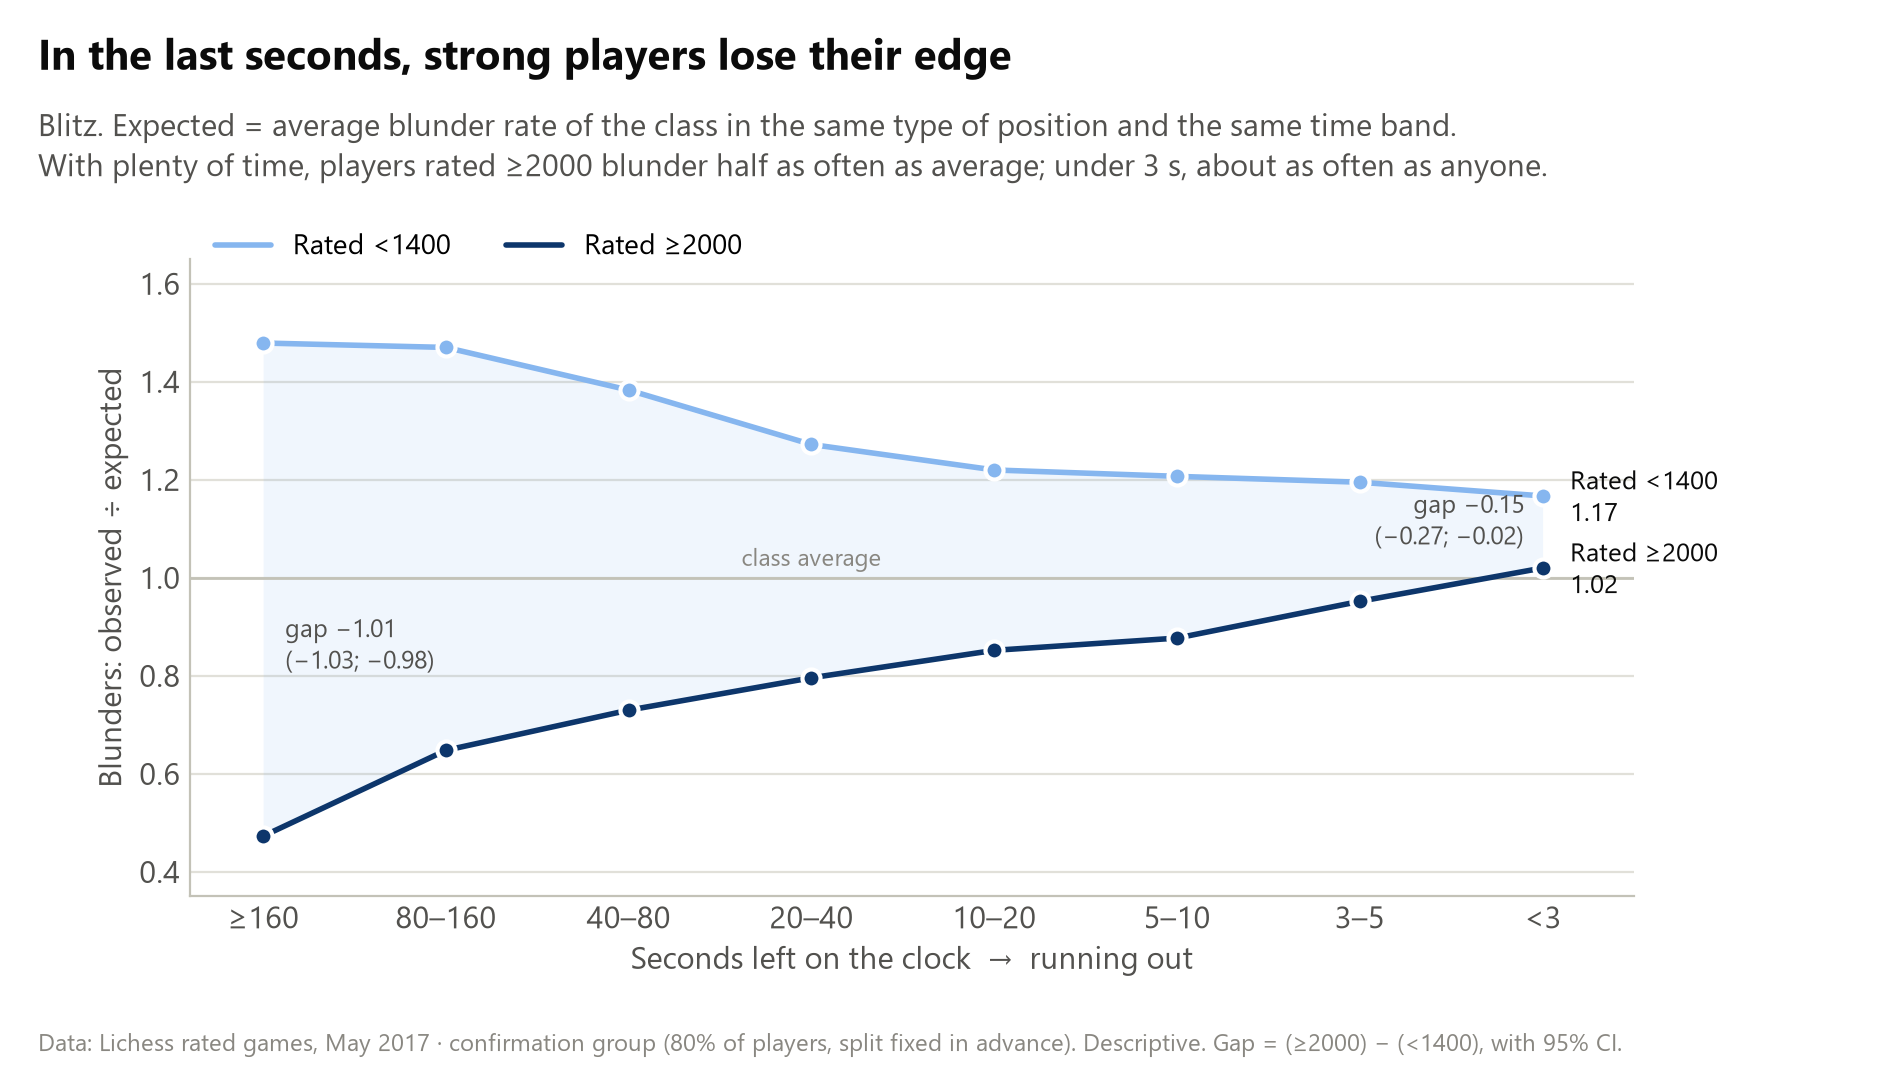 In the last seconds, strong players lose their edge
Blitz. Expected = average blunder rate of the class in the same type of position and the same time band.
With plenty of time, players rated ≥2000 blunder half as often as average; under 3 s, about as often as anyone.
Rated <1400
Rated ≥2000
Blunders: observed ÷ expected
1.6
1.4
1.2
1.0
0.8
0.6
0.4
class average
gap −1.01
(−1.03; −0.98)
gap −0.15
(−0.27; −0.02)
Rated <1400
1.17
Rated ≥2000
1.02
≥160
80–160
40–80
20–40
10–20
5–10
3–5
<3
Seconds left on the clock → running out
Data: Lichess rated games, May 2017 · confirmation group (80% of players, split fixed in advance). Descriptive. Gap = (≥2000) − (<1400), with 95% CI.